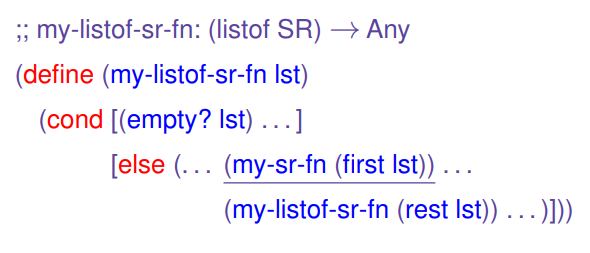 ;; my-listof-sr-fn: (listof SR) → Any
(define (my-listof-sr-fn lst)
(cond [(empty? lst) . . . ]
[else (. . . (my-sr-fn (first lst)) . . .
(my-listof-sr-fn (rest lst)) . . . )]))